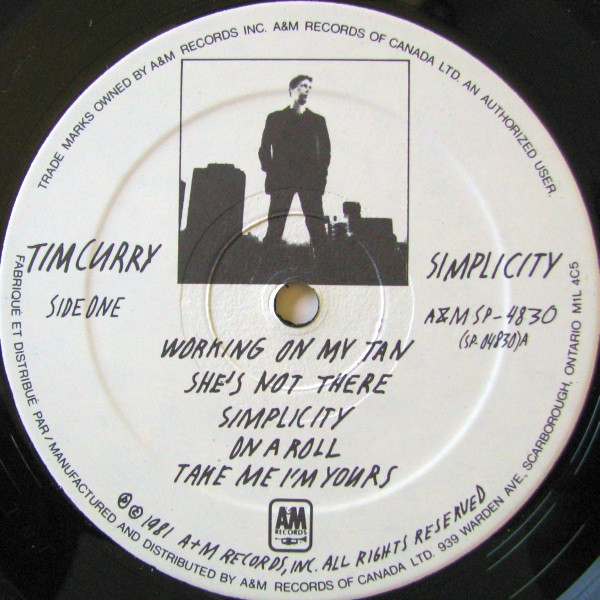 TRADE MARKS OWNED BY A&M RECORDS INC. A&M RECORDS OF CANADA LTD. AN AUTHORIZED USER.
TIM CURRY
SIMPLICITY
SIDE ONE
A&M SP-4830
(SP-04830)A
WORKING ON MY TAN
SHE'S NOT THERE
SIMPLICITY
ON A ROLL
TAKE ME I'M YOURS
A&M
RECORDS
Ⓟ © 1981 A+M RECORDS, INC. ALL RIGHTS RESERVED
FABRIQUÉ ET DISTRIBUÉ PAR/MANUFACTURED AND DISTRIBUTED BY A&M RECORDS OF CANADA LTD. 939 WARDEN AVE, SCARBOROUGH, ONTARIO M1L 4C5